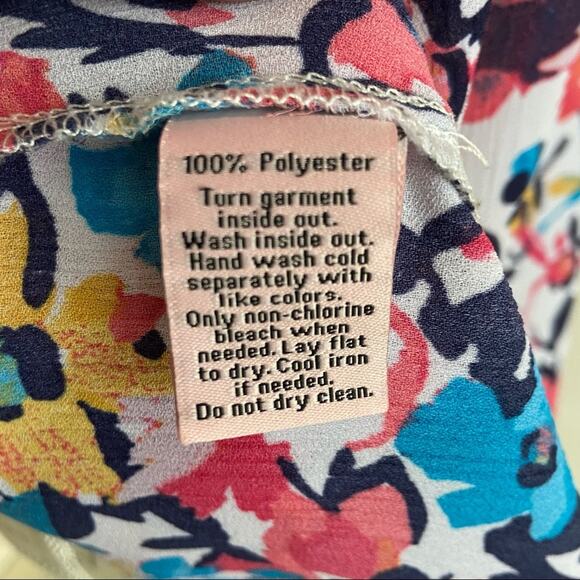 100% Polyester
Turn garment
inside out.
Wash inside out.
Hand wash cold
separately with
like colors.
Only non-chlorine
bleach when
needed. Lay flat
to dry. Cool iron
if needed.
Do not dry clean.